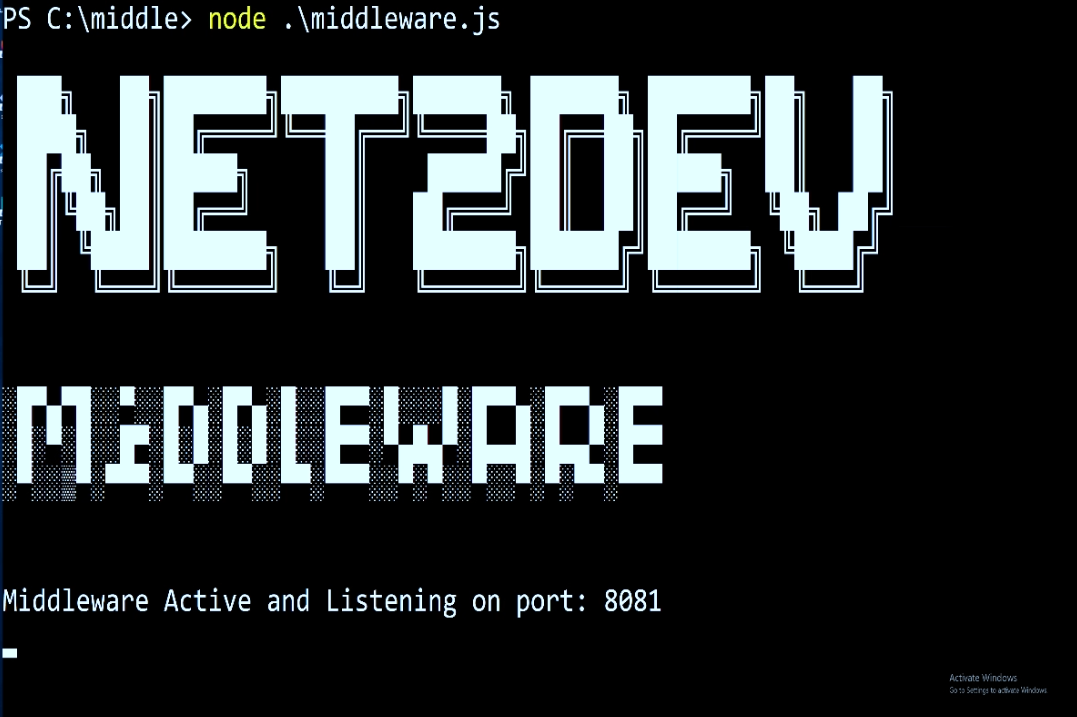 PS C:\middle> node .\middleware.js
NET2DEV
MiDDlEWARE
Middleware Active and Listening on port: 8081
Activate Windows
Go to Settings to activate Windows.